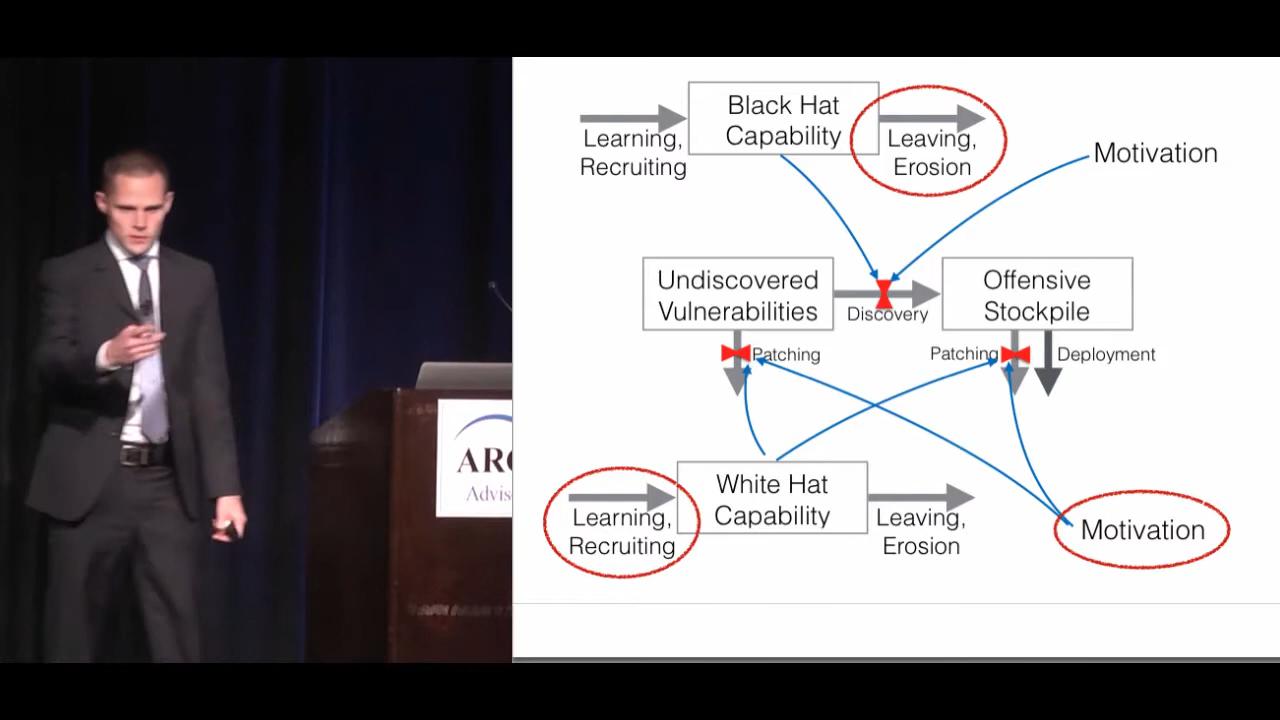 Black Hat
Capability
Learning,
Recruiting
Leaving,
Erosion
Motivation
Undiscovered
Vulnerabilities
Discovery
Offensive
Stockpile
Patching
Patching
Deployment
White Hat
Capability
Learning,
Recruiting
Leaving,
Erosion
Motivation
ARC
Advis